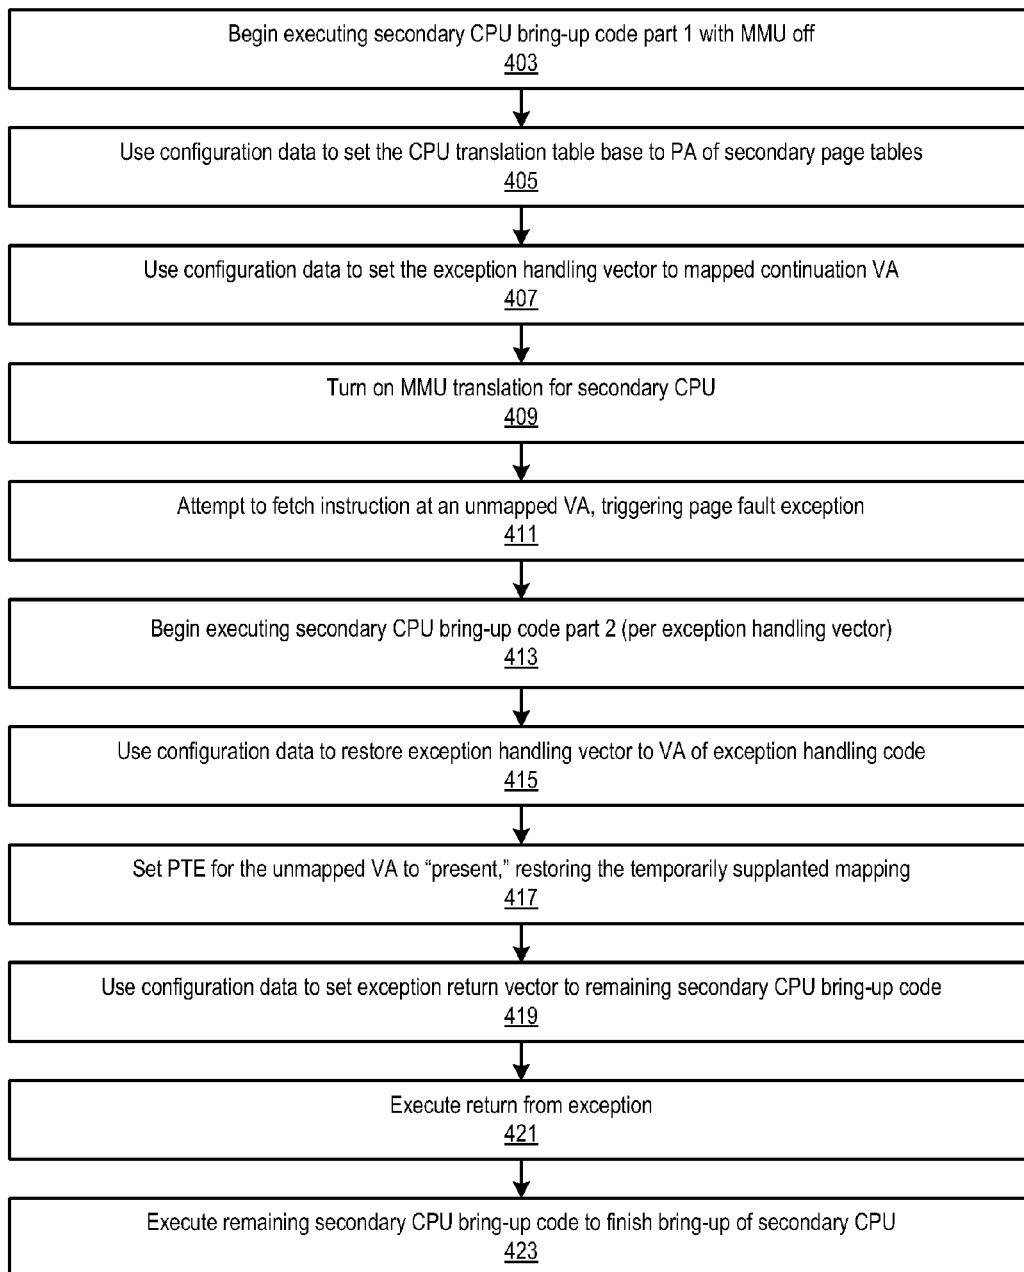 Begin executing secondary CPU bring-up code part 1 with MMU off
403
Use configuration data to set the CPU translation table base to PA of secondary page tables
405
Use configuration data to set the exception handling vector to mapped continuation VA
407
Turn on MMU translation for secondary CPU
409
Attempt to fetch instruction at an unmapped VA, triggering page fault exception
411
Begin executing secondary CPU bring-up code part 2 (per exception handling vector)
413
Use configuration data to restore exception handling vector to VA of exception handling code
415
Set PTE for the unmapped VA to “present,” restoring the temporarily supplanted mapping
417
Use configuration data to set exception return vector to remaining secondary CPU bring-up code
419
Execute return from exception
421
Execute remaining secondary CPU bring-up code to finish bring-up of secondary CPU
423